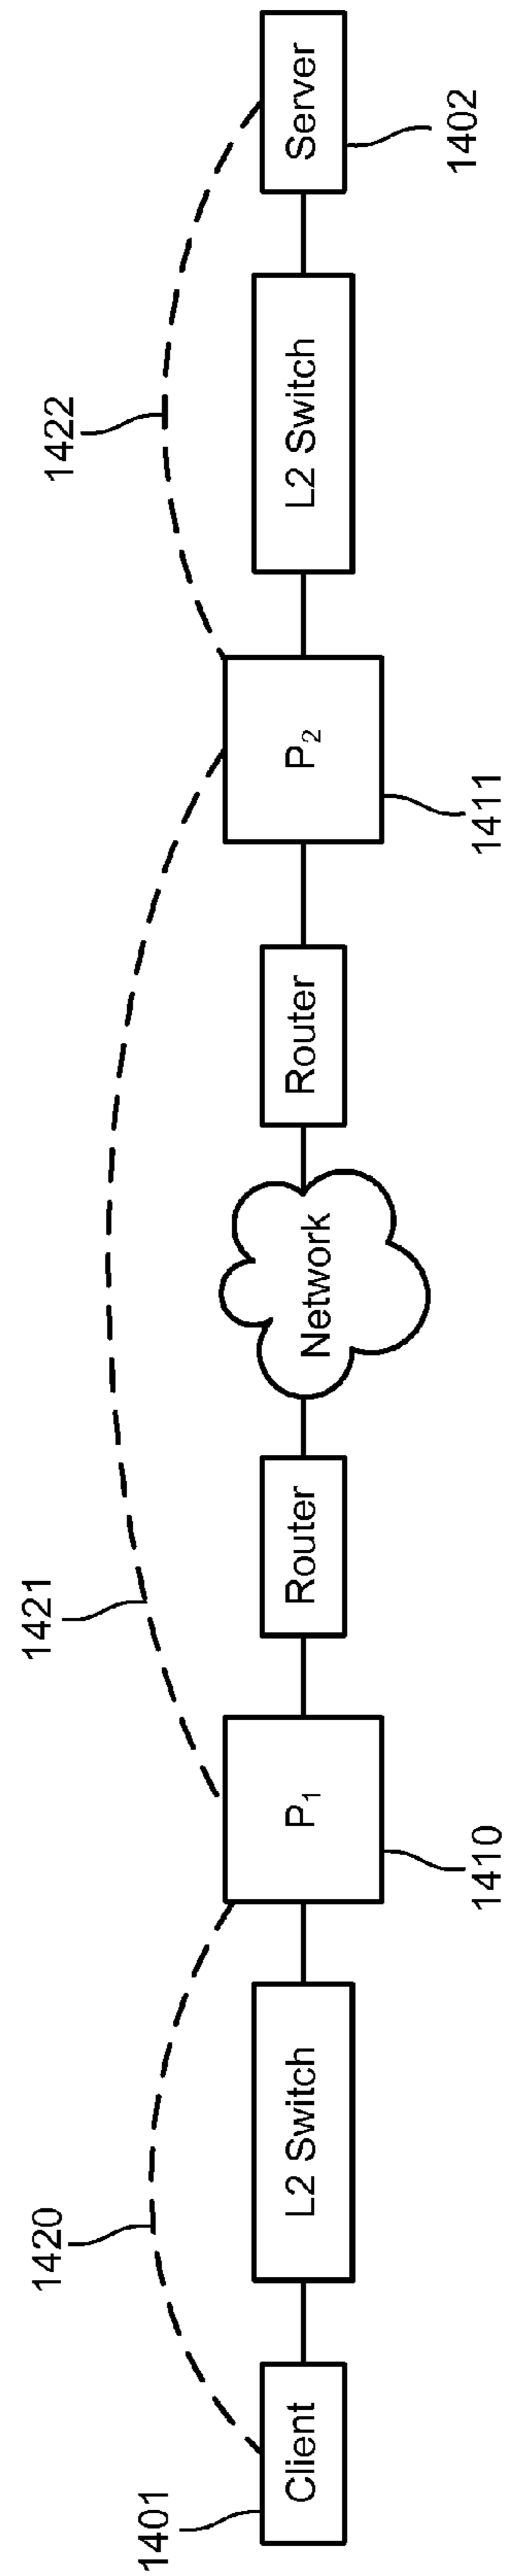 1420
1421
1422
1401
Client
L2 Switch
P₁
1410
Router
Network
Router
P₂
1411
L2 Switch
Server
1402